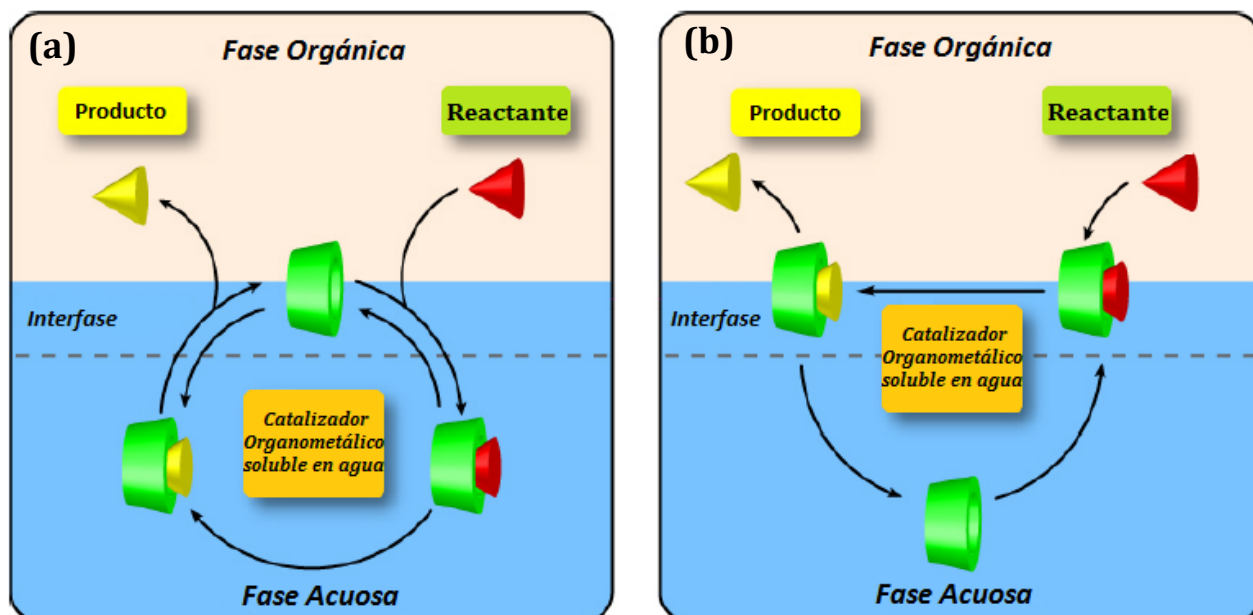 (a)
Fase Orgánica
Producto
Reactante
Interfase
Catalizador
Organometálico
soluble en agua
Fase Acuosa
(b)
Fase Orgánica
Producto
Reactante
Interfase
Catalizador
Organometálico
soluble en agua
Fase Acuosa